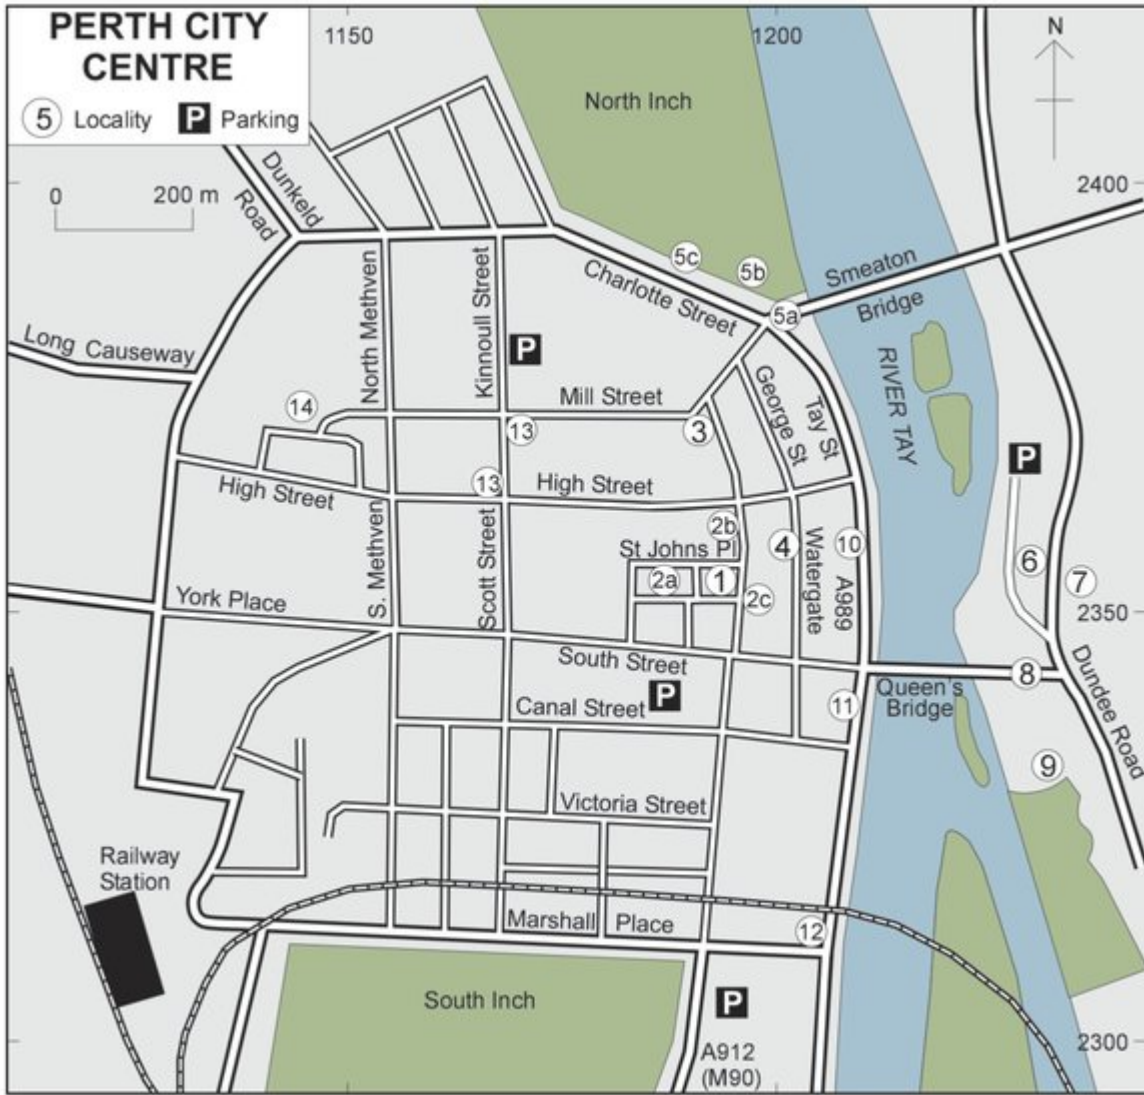 PERTH CITY
CENTRE
5 Locality P Parking
0 200 m
1150
1200
N
2400
2350
2300
North Inch
Dunkeld
Road
Long Causeway
North Methven
Kinnoull Street
Charlotte Street
Smeaton
Bridge
5c
5b
5a
RIVER TAY
P
Mill Street
George St
Tay St
14
13
3
13
High Street
High Street
P
S. Methven
Scott Street
St Johns Pl
2b
2a
1
2c
4
Watergate
10
A989
6
7
York Place
South Street
P
Canal Street
11
Queen's
Bridge
8
Dundee Road
9
Victoria Street
Railway
Station
Marshall Place
12
South Inch
P
A912
(M90)